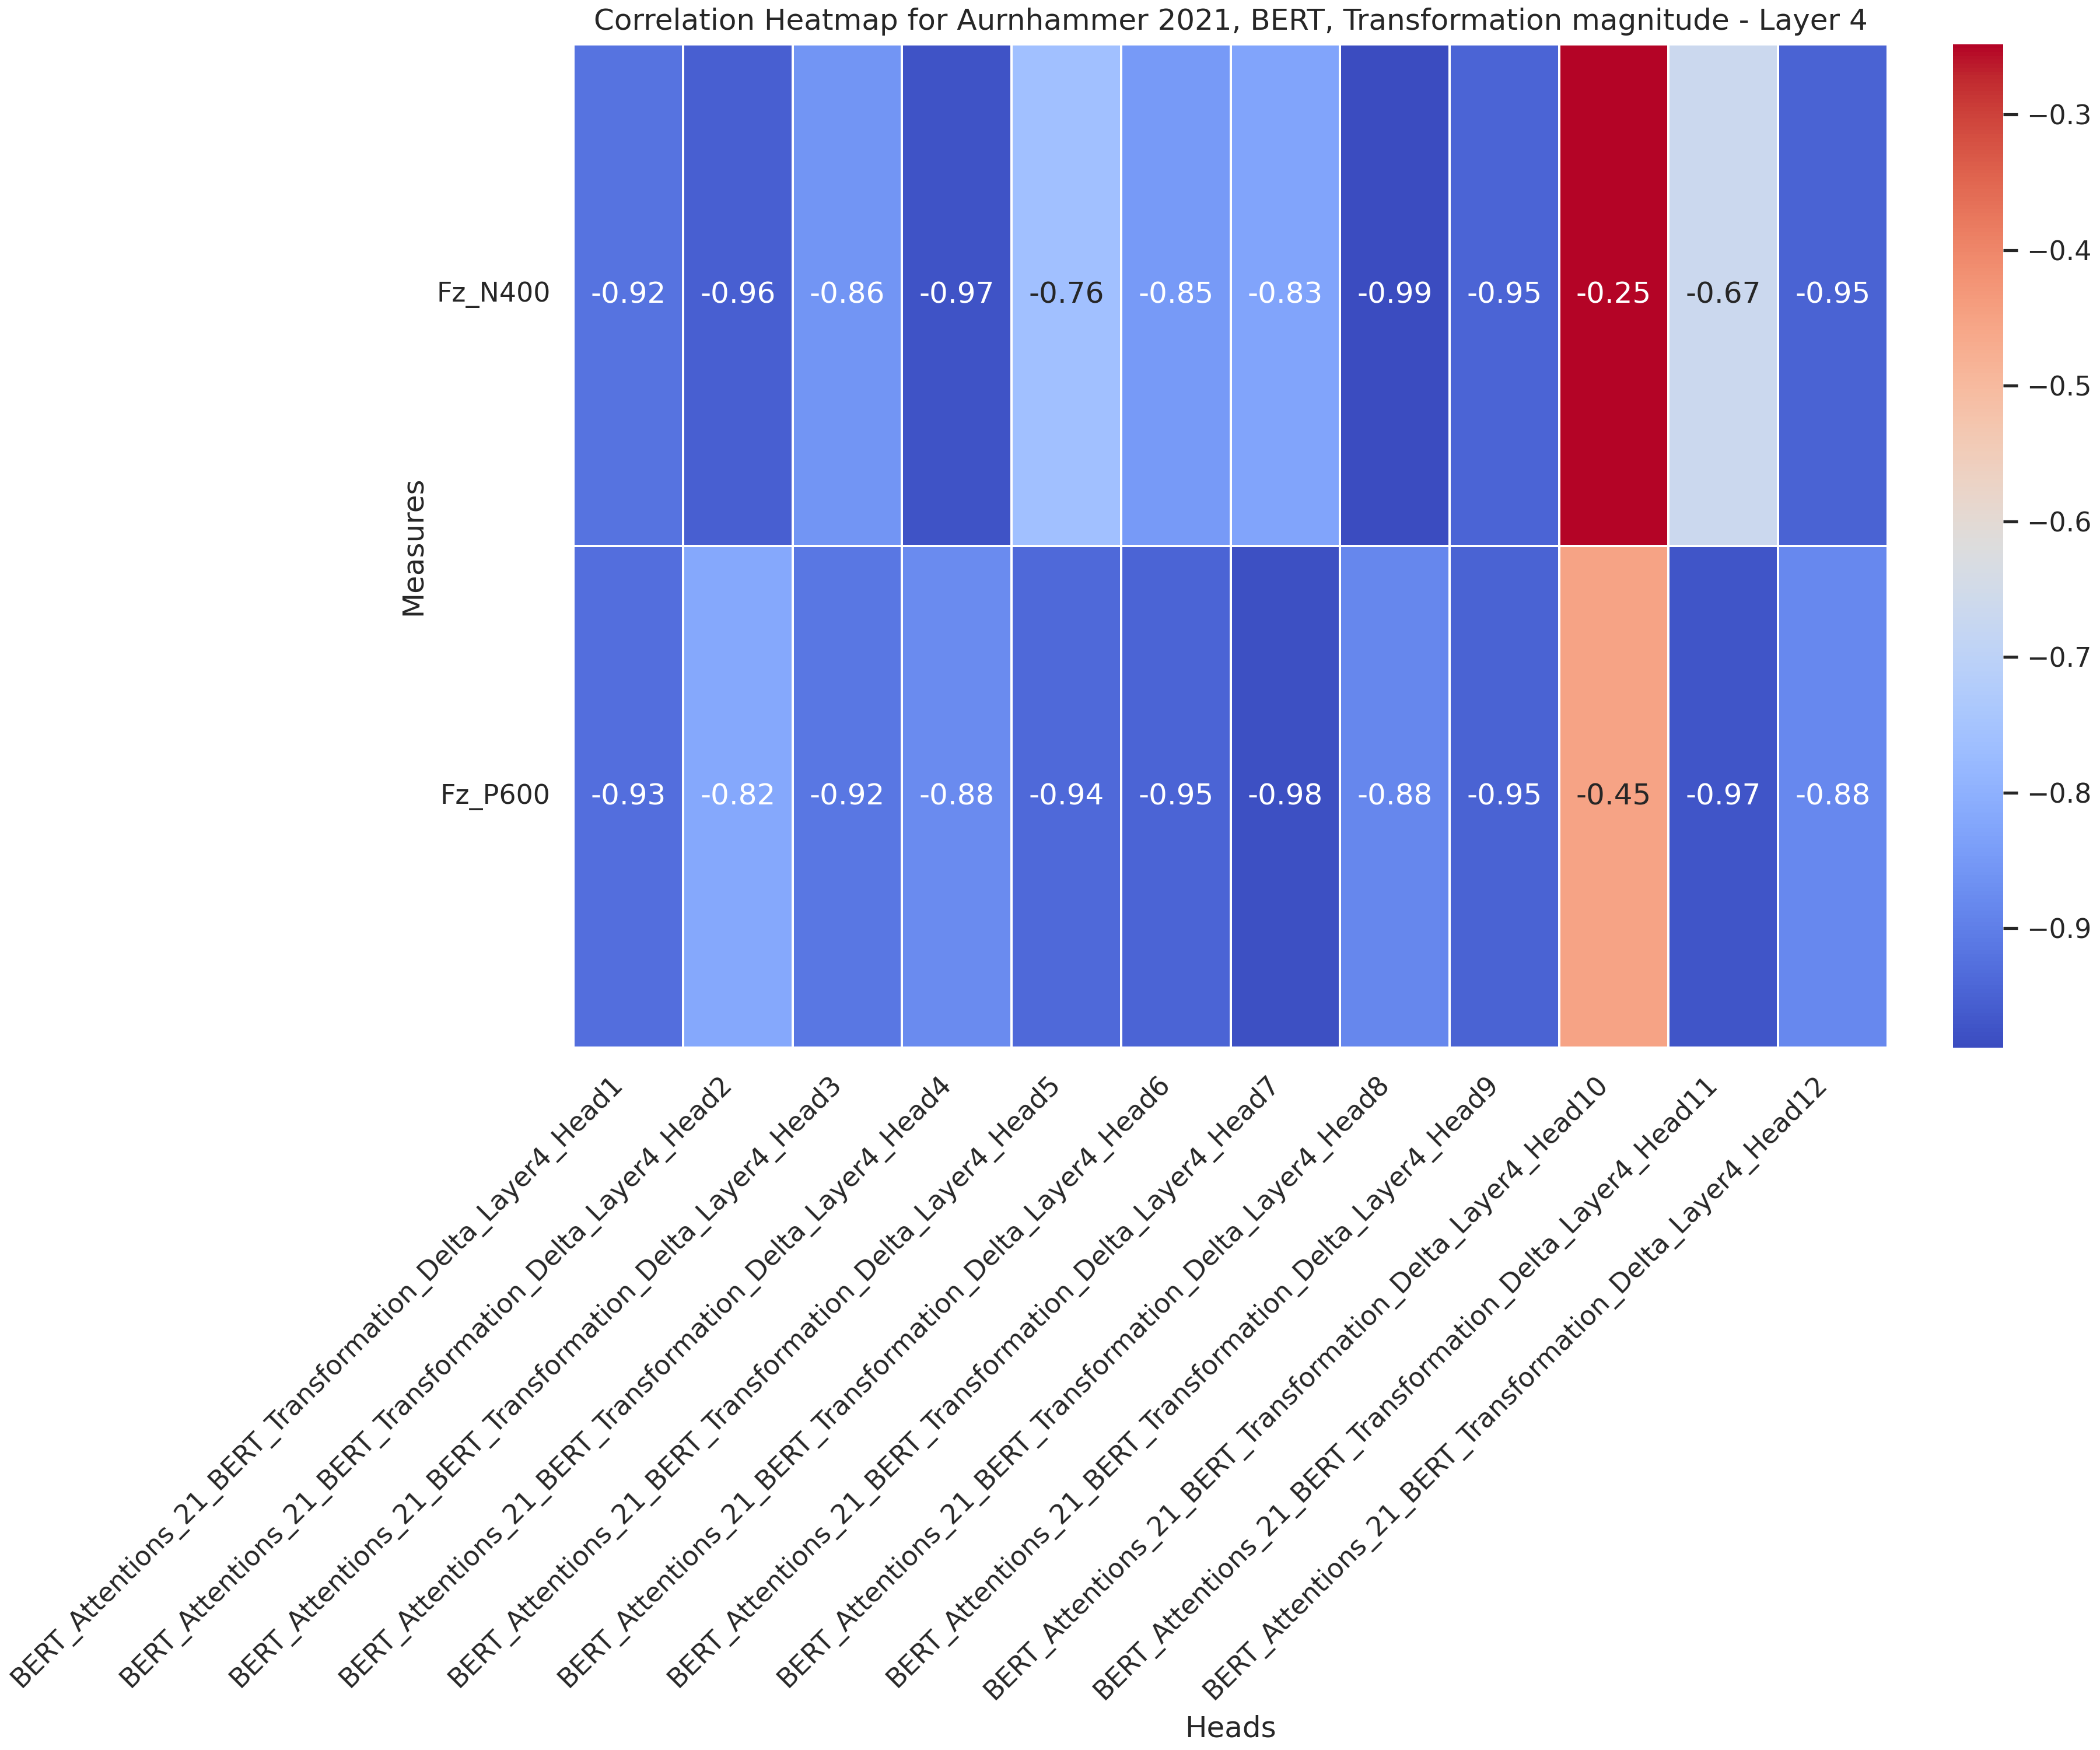 Correlation Heatmap for Aurnhammer 2021, BERT, Transformation magnitude - Layer 4
Measures
Fz_N400
-0.92 -0.96 -0.86 -0.97 -0.76 -0.85 -0.83 -0.99 -0.95 -0.25 -0.67 -0.95
Fz_P600
-0.93 -0.82 -0.92 -0.88 -0.94 -0.95 -0.98 -0.88 -0.95 -0.45 -0.97 -0.88
−0.3
−0.4
−0.5
−0.6
−0.7
−0.8
−0.9
BERT_Attentions_21_BERT_Transformation_Delta_Layer4_Head1
BERT_Attentions_21_BERT_Transformation_Delta_Layer4_Head2
BERT_Attentions_21_BERT_Transformation_Delta_Layer4_Head3
BERT_Attentions_21_BERT_Transformation_Delta_Layer4_Head4
BERT_Attentions_21_BERT_Transformation_Delta_Layer4_Head5
BERT_Attentions_21_BERT_Transformation_Delta_Layer4_Head6
BERT_Attentions_21_BERT_Transformation_Delta_Layer4_Head7
BERT_Attentions_21_BERT_Transformation_Delta_Layer4_Head8
BERT_Attentions_21_BERT_Transformation_Delta_Layer4_Head9
BERT_Attentions_21_BERT_Transformation_Delta_Layer4_Head10
BERT_Attentions_21_BERT_Transformation_Delta_Layer4_Head11
BERT_Attentions_21_BERT_Transformation_Delta_Layer4_Head12
Heads